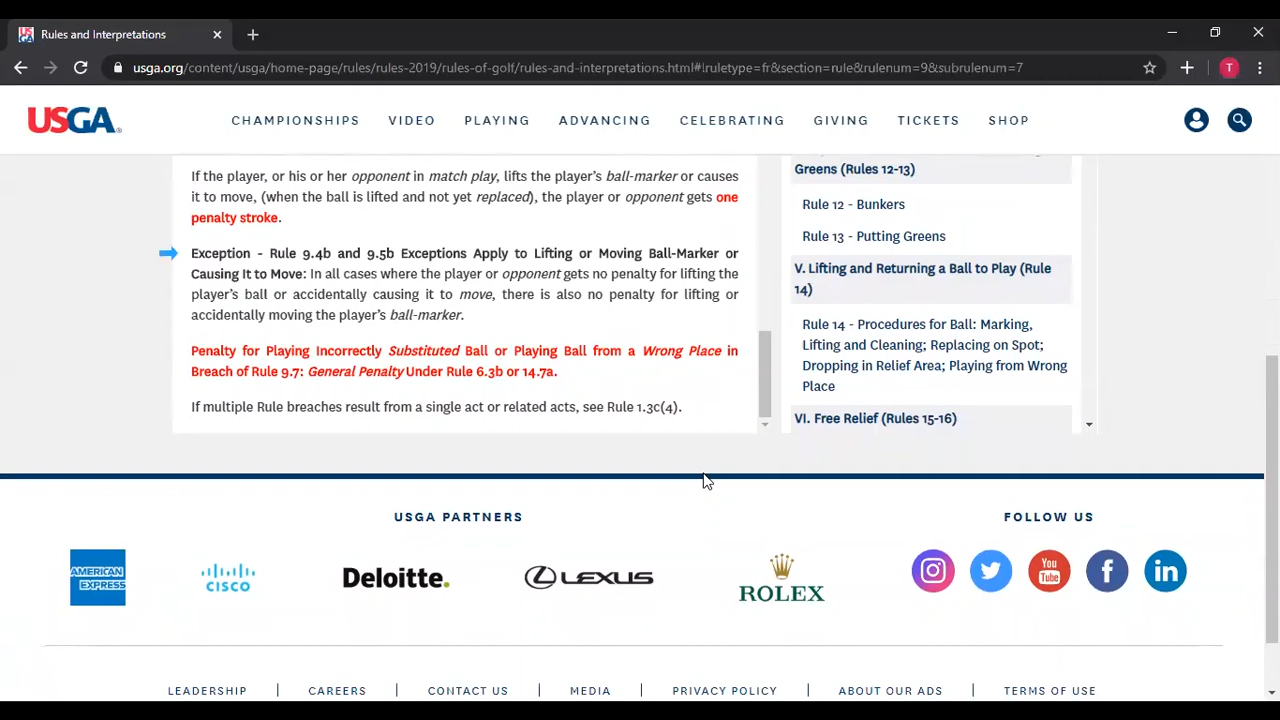 Rules and Interpretations
usga.org/content/usga/home-page/rules/rules-2019/rules-of-golf/rules-and-interpretations.html#!ruletype=fr&section=rule&rulenum=9&subrulenum=7
T
USGA
CHAMPIONSHIPS VIDEO PLAYING ADVANCING CELEBRATING GIVING TICKETS SHOP
If the player, or his or her opponent in match play, lifts the player's ball-marker or causes
it to move, (when the ball is lifted and not yet replaced), the player or opponent gets one
penalty stroke.
Exception - Rule 9.4b and 9.5b Exceptions Apply to Lifting or Moving Ball-Marker or
Causing It to Move: In all cases where the player or opponent gets no penalty for lifting the
player's ball or accidentally causing it to move, there is also no penalty for lifting or
accidentally moving the player's ball-marker.
Penalty for Playing Incorrectly Substituted Ball or Playing Ball from a Wrong Place in
Breach of Rule 9.7: General Penalty Under Rule 6.3b or 14.7a.
If multiple Rule breaches result from a single act or related acts, see Rule 1.3c(4).
Greens (Rules 12-13)
Rule 12 - Bunkers
Rule 13 - Putting Greens
V. Lifting and Returning a Ball to Play (Rule
14)
Rule 14 - Procedures for Ball: Marking,
Lifting and Cleaning; Replacing on Spot;
Dropping in Relief Area; Playing from Wrong
Place
VI. Free Relief (Rules 15-16)
USGA PARTNERS
AMERICAN
EXPRESS
CISCO
Deloitte.
LEXUS
ROLEX
FOLLOW US
You
Tube
f
in
LEADERSHIP | CAREERS | CONTACT US | MEDIA | PRIVACY POLICY | ABOUT OUR ADS | TERMS OF USE